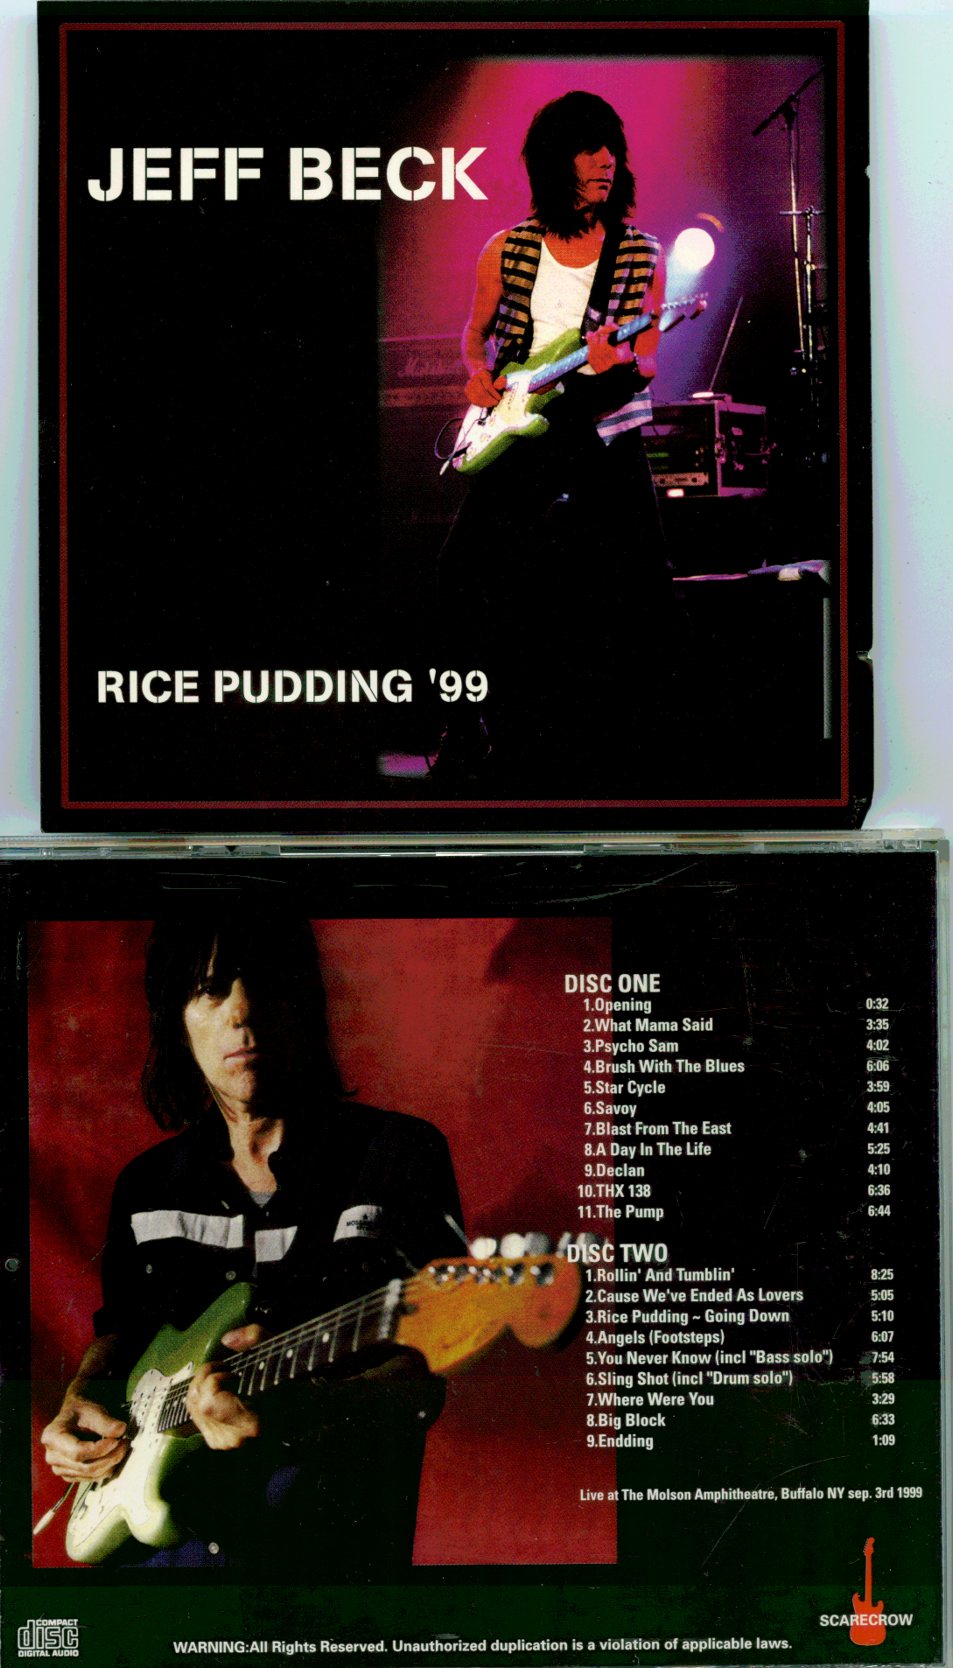 JEFF BECK
RICE PUDDING '99
DISC ONE
1.Opening 0:32
2.What Mama Said 3:35
3.Psycho Sam 4:02
4.Brush With The Blues 6:06
5.Star Cycle 3:59
6.Savoy 4:05
7.Blast From The East 4:41
8.A Day In The Life 5:25
9.Declan 4:10
10.THX 138 6:36
11.The Pump 6:44
DISC TWO
1.Rollin' And Tumblin' 8:25
2.Cause We've Ended As Lovers 5:05
3.Rice Pudding ~ Going Down 5:10
4.Angels (Footsteps) 6:07
5.You Never Know (incl "Bass solo") 7:54
6.Sling Shot (incl "Drum solo") 5:58
7.Where Were You 3:29
8.Big Block 6:33
9.Endding 1:09
Live at The Molson Amphitheatre, Buffalo NY sep. 3rd 1999
SCARECROW
COMPACT
disc
DIGITAL AUDIO
WARNING:All Rights Reserved. Unauthorized duplication is a violation of applicable laws.